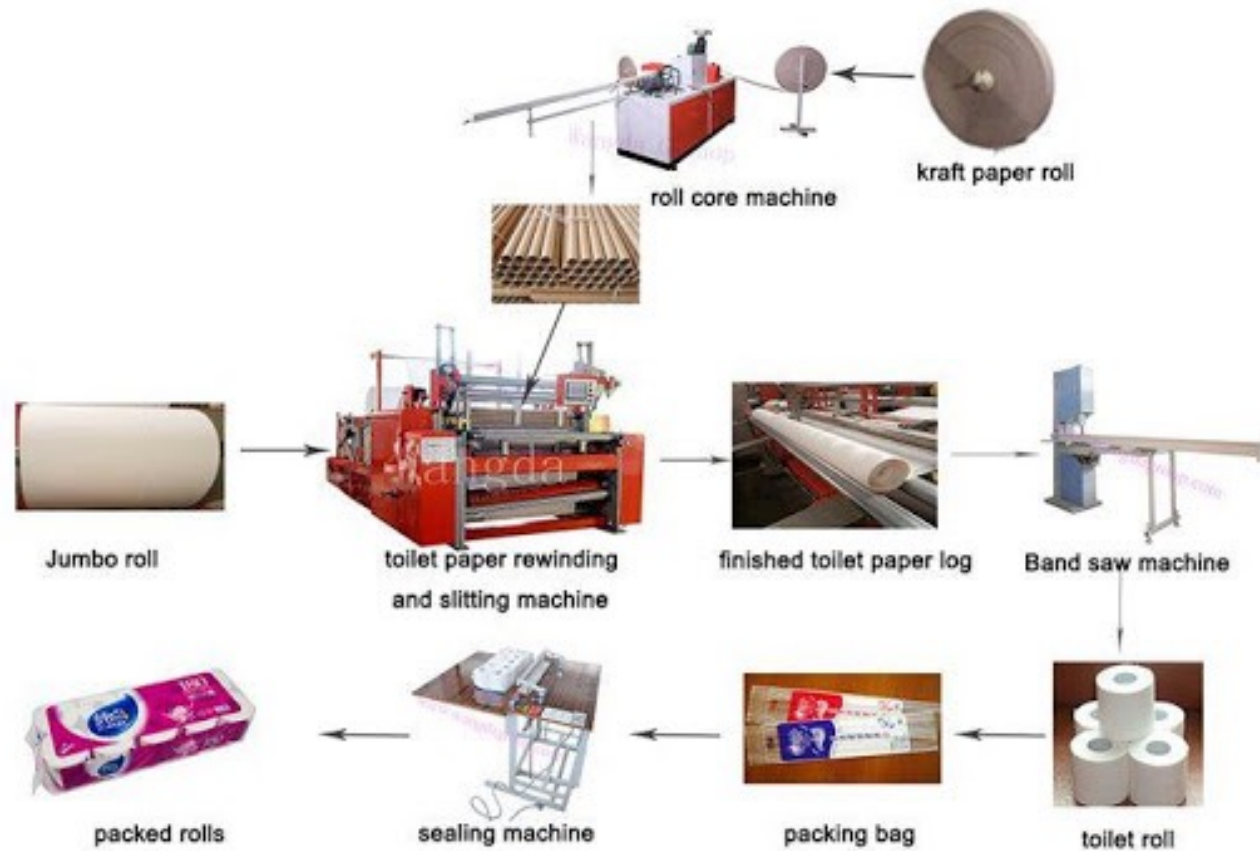 kraft paper roll
roll core machine
Jumbo roll
toilet paper rewinding
and slitting machine
finished toilet paper log
Band saw machine
toilet roll
packing bag
sealing machine
packed rolls